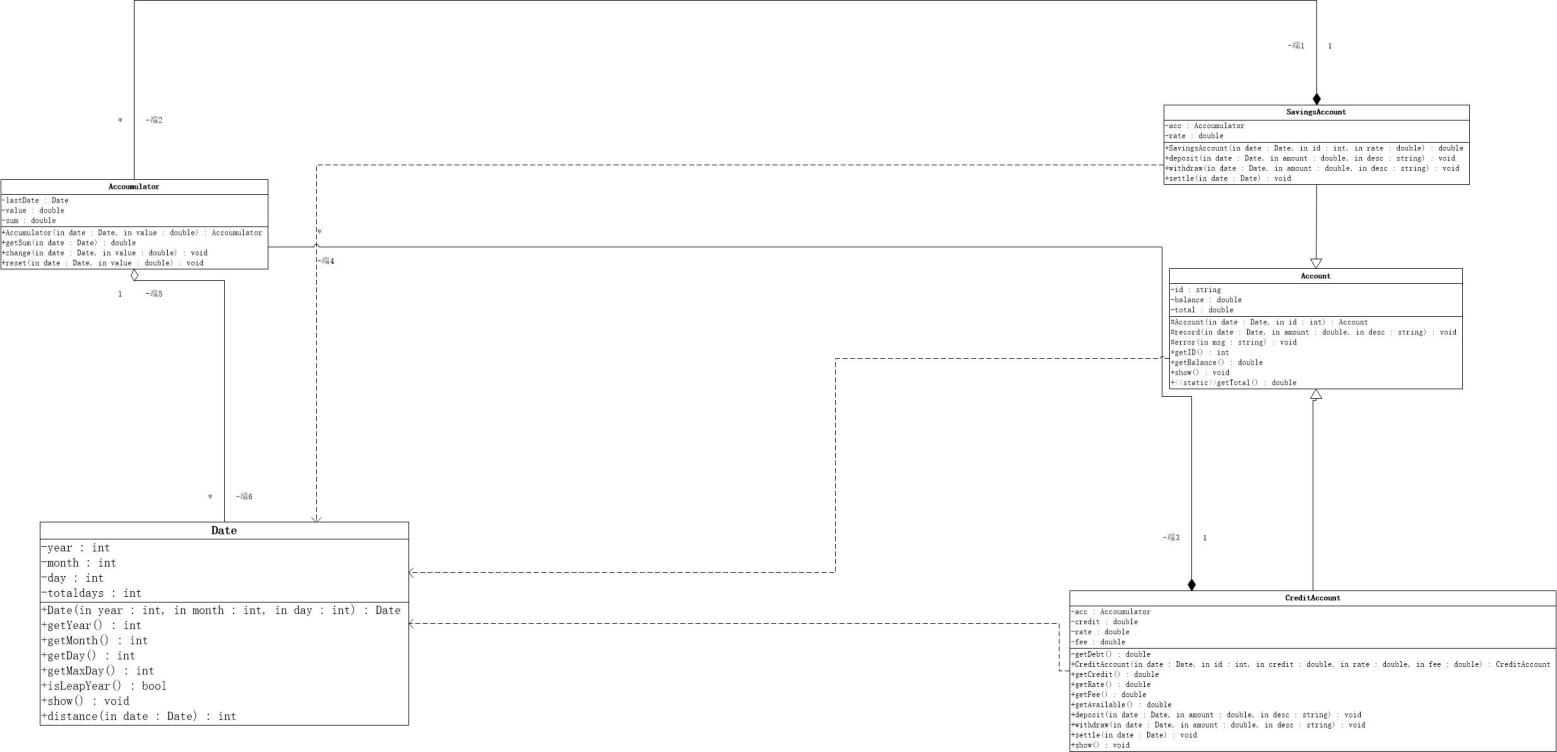 -端1
1
*
-端2
SavingsAccount
-acc : Accoumulator
-rate : double
+SavingsAccount(in date : Date, in id : int, in rate : double) : double
+deposit(in date : Date, in amount : double, in desc : string) : void
+withdraw(in date : Date, in amount : double, in desc : string) : void
+settle(in date : Date) : void
Accoumulator
-lastDate : Date
-value : double
-sum : double
+Accumulator(in date : Date, in value : double) : Accoumulator
+getSum(in date : Date) : double
+change(in date : Date, in value : double) : void
+reset(in date : Date, in value : double) : void
*
-端4
1
-端5
Account
-id : string
-balance : double
-total : double
#Account(in date : Date, in id : int) : Account
#record(in date : Date, in amount : double, in desc : string) : void
#error(in msg : string) : void
+getID() : int
+getBalance() : double
+show() : void
+<<static>>getTotal() : double
*
-端6
Date
-year : int
-month : int
-day : int
-totaldays : int
+Date(in year : int, in month : int, in day : int) : Date
+getYear() : int
+getMonth() : int
+getDay() : int
+getMaxDay() : int
+isLeapYear() : bool
+show() : void
+distance(in date : Date) : int
-端3
1
CreditAccount
-acc : Accoumulator
-credit : double
-rate : double
-fee : double
-getDebt() : double
+CreditAccount(in date : Date, in id : int, in credit : double, in rate : double, in fee : double) : CreditAccount
+getCredit() : double
+getRate() : double
+getFee() : double
+getAvailable() : double
+deposit(in date : Date, in amount : double, in desc : string) : void
+withdraw(in date : Date, in amount : double, in desc : string) : void
+settle(in date : Date) : void
+show() : void